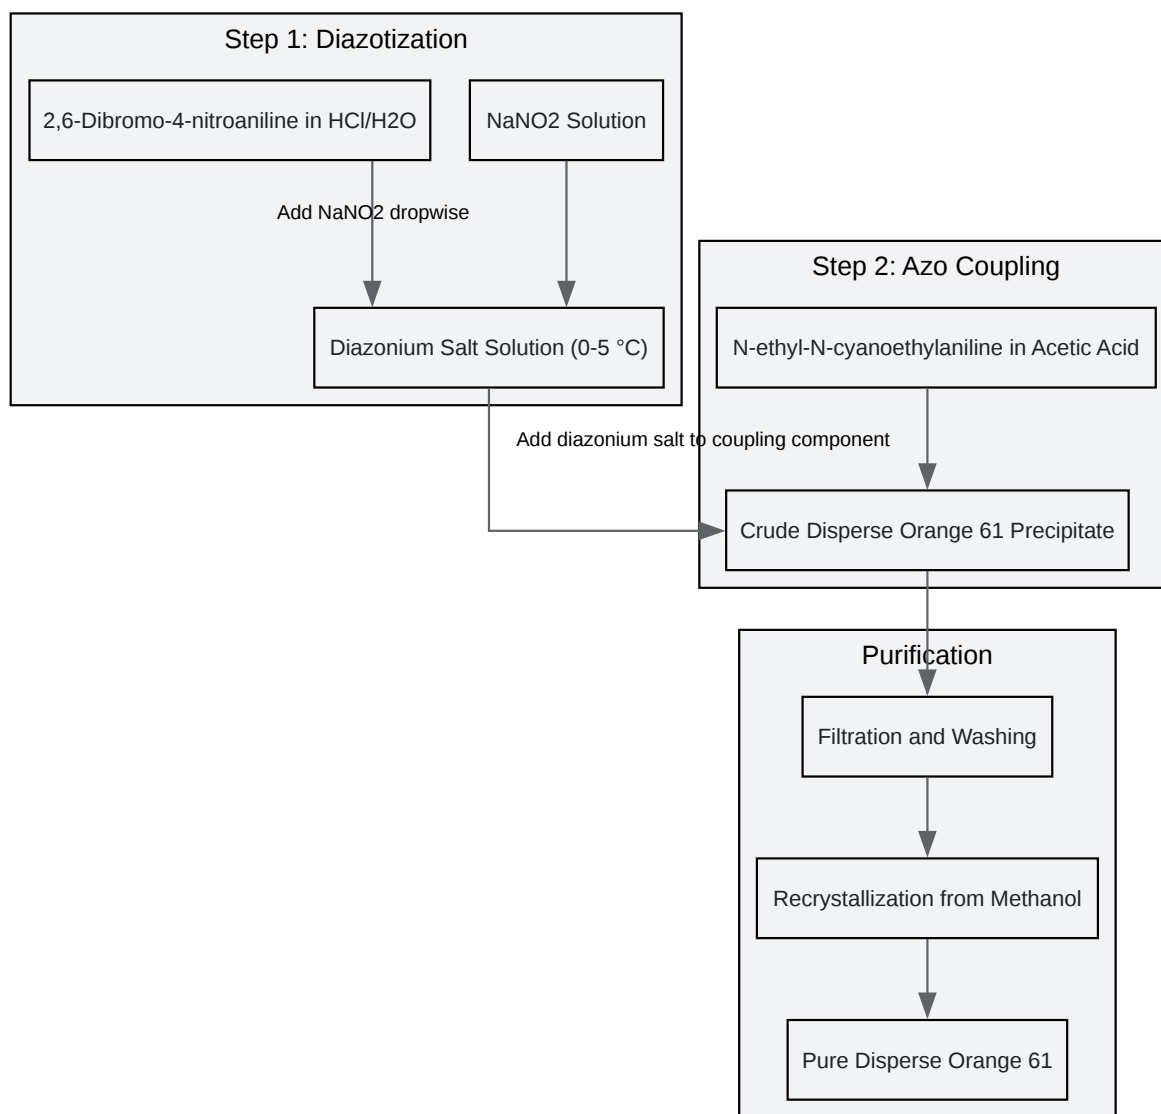 Step 1: Diazotization
2,6-Dibromo-4-nitroaniline in HCl/H2O
NaNO2 Solution
Add NaNO2 dropwise
Diazonium Salt Solution (0-5 °C)
Step 2: Azo Coupling
N-ethyl-N-cyanoethylaniline in Acetic Acid
Add diazonium salt to coupling component
Crude Disperse Orange 61 Precipitate
Purification
Filtration and Washing
Recrystallization from Methanol
Pure Disperse Orange 61